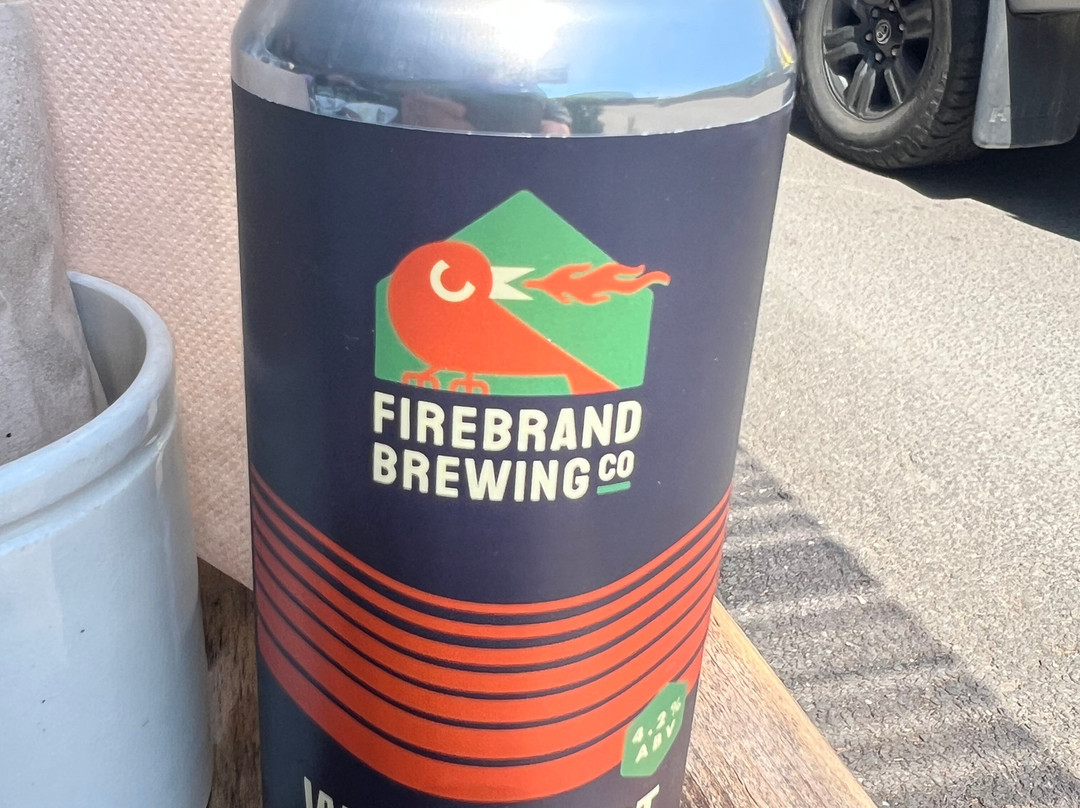 FIREBRAND
BREWING CO
4.2%
ABV